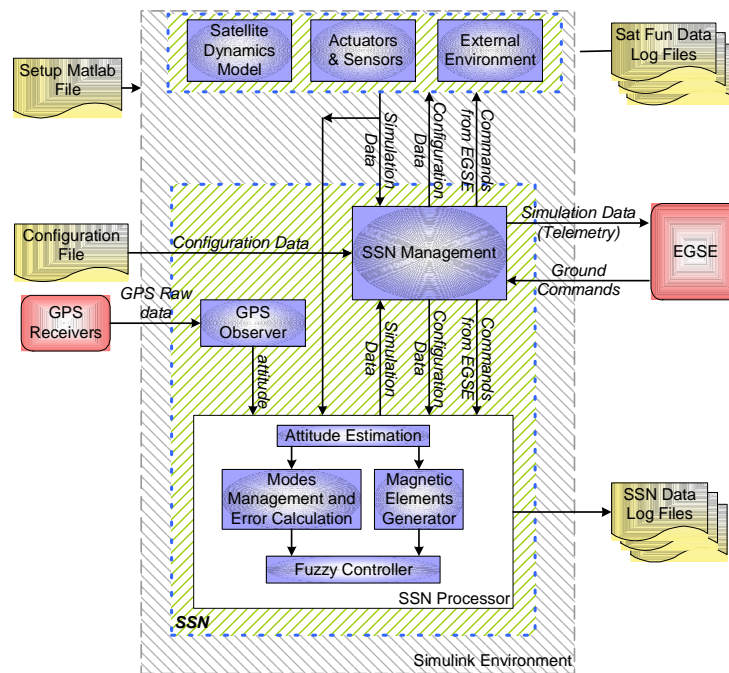 Satellite
Dynamics
Model
Actuators
& Sensors
External
Environment
Sat Fun Data
Log Files
Setup Matlab
File
Simulation
Data
Configuration
Data
Commands
from EGSE
Configuration
File
Configuration Data
SSN Management
Simulation Data
(Telemetry)
EGSE
Ground
Commands
GPS
Receivers
GPS Raw
data
GPS
Observer
attitude
Simulation
Data
Configuration
Data
Commands
from EGSE
Attitude Estimation
Modes
Management and
Error Calculation
Magnetic
Elements
Generator
Fuzzy Controller
SSN Processor
SSN Data
Log Files
SSN
Simulink Environment